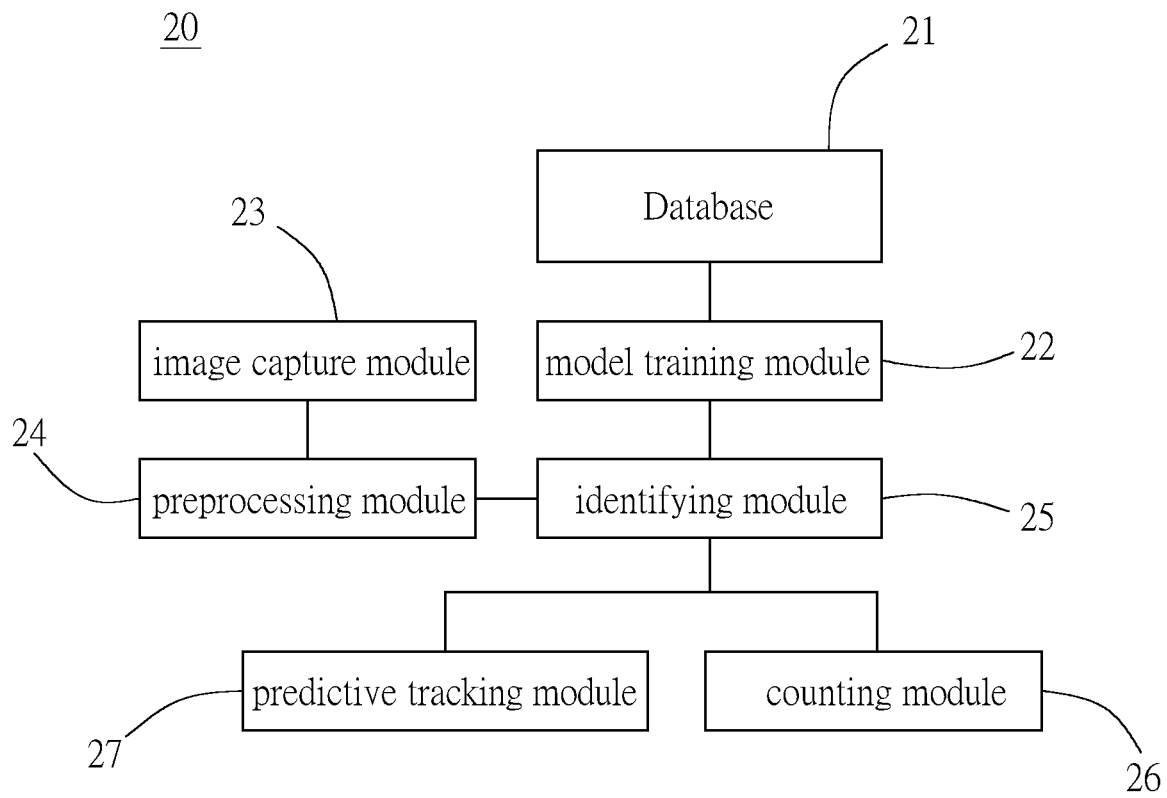 20
21
Database
23
image capture module
model training module
22
24
preprocessing module
identifying module
25
predictive tracking module
counting module
27
26